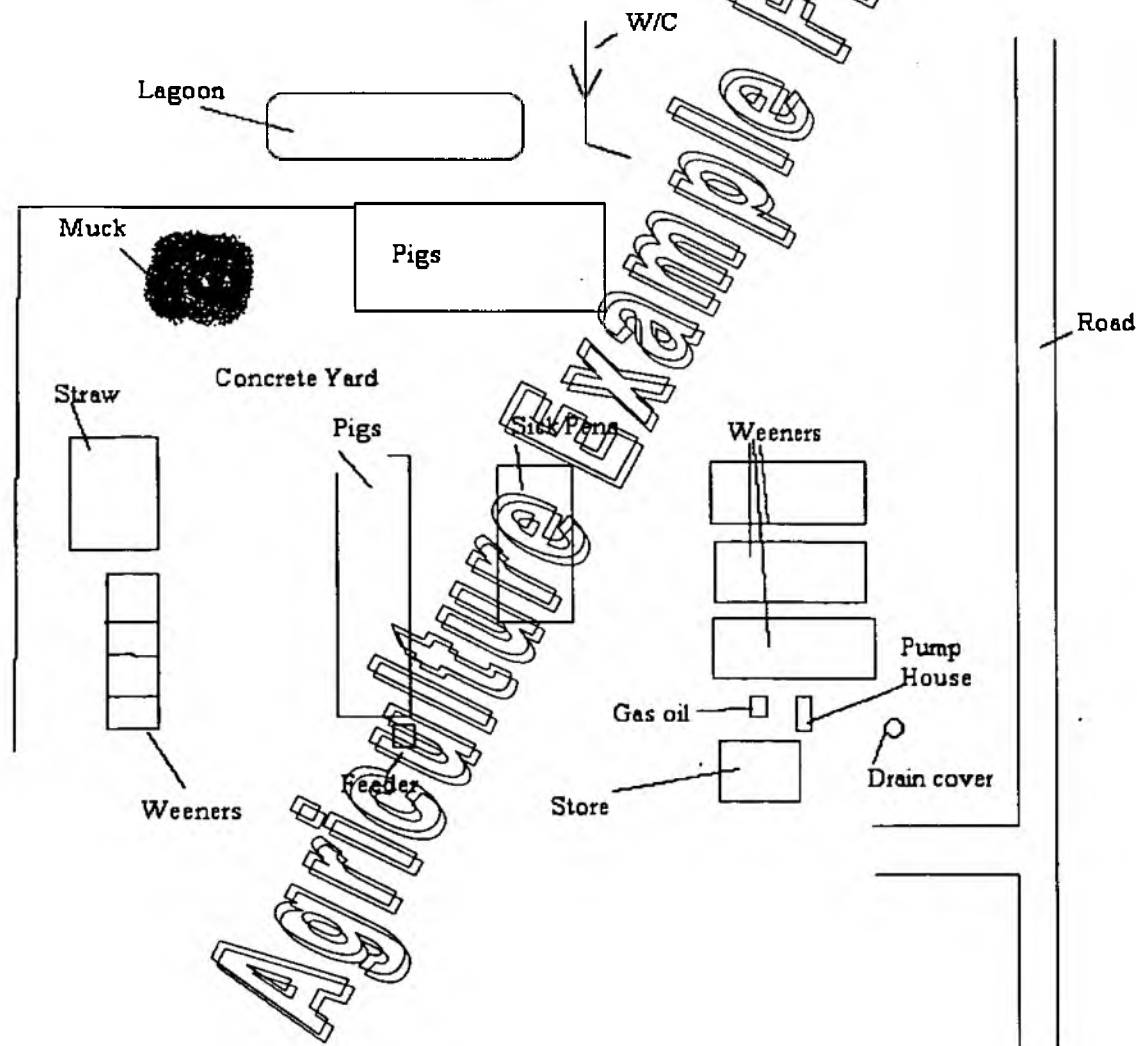 W/C
Lagoon
Muck
Pigs
Road
Concrete Yard
Straw
Pigs
Sick Pens
Weeners
Pump
House
Gas oil
Drain cover
Feeder
Store
Weeners
Agriculture Example